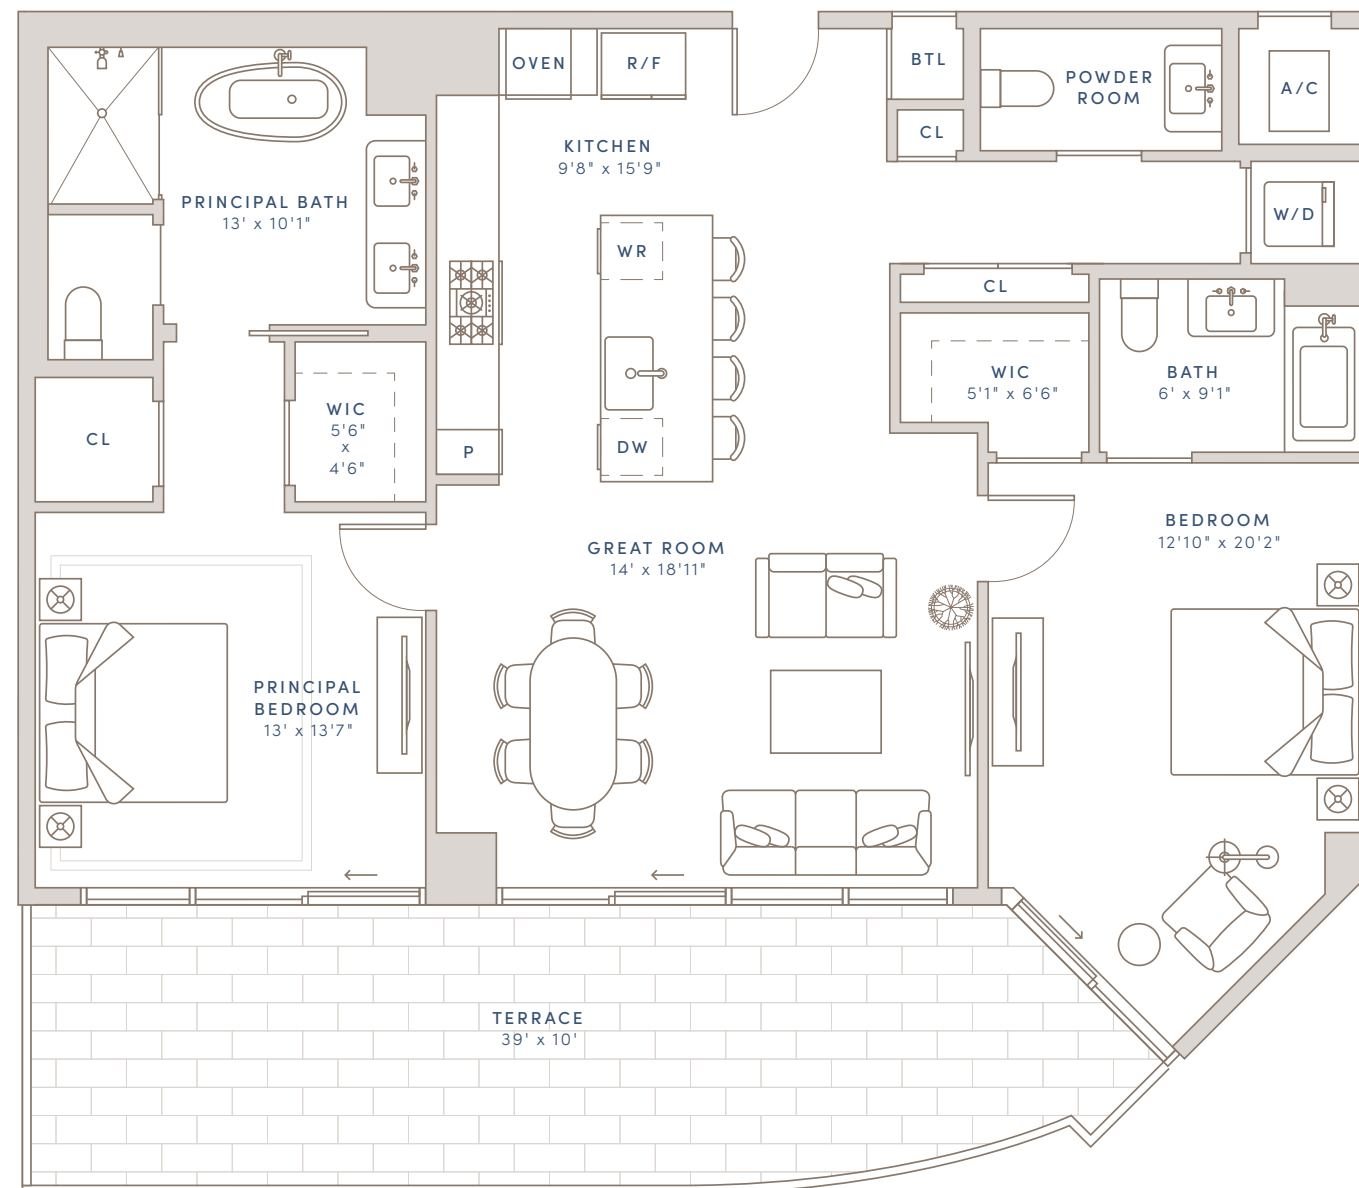 OVEN
R/F
BTL
POWDER
ROOM
A/C
CL
KITCHEN
9'8" x 15'9"
PRINCIPAL BATH
13' x 10'1"
W/D
WR
CL
WIC
5'1" x 6'6"
BATH
6' x 9'1"
WIC
5'6"
x
4'6"
CL
P
DW
BEDROOM
12'10" x 20'2"
GREAT ROOM
14' x 18'11"
PRINCIPAL
BEDROOM
13' x 13'7"
TERRACE
39' x 10'